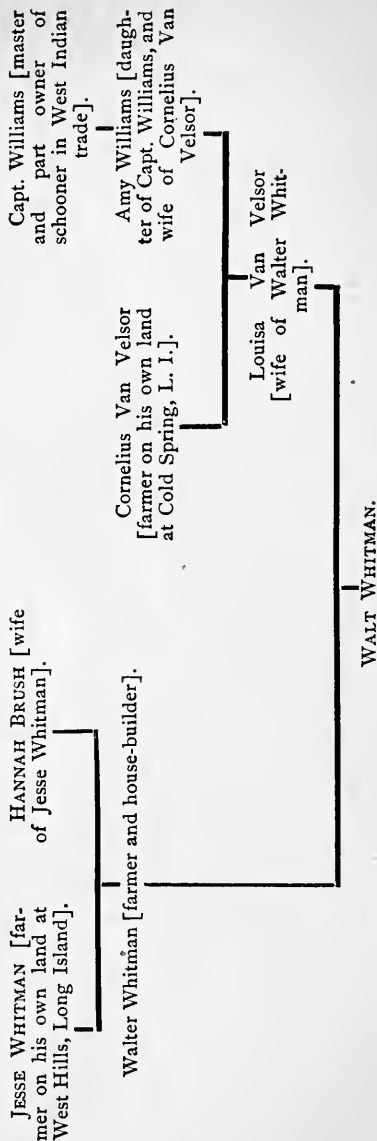 JESSE WHITMAN [far-
mer on his own land at
West Hills, Long Island].
HANNAH BRUSH [wife
of Jesse Whitman].
Walter Whitman [farmer and house-builder].
Capt. Williams [master
and part owner of
schooner in West Indian
trade].
Cornelius Van Velsor
[farmer on his own land
at Cold Spring, L. I.].
Amy Williams [daugh-
ter of Capt. Williams, and
wife of Cornelius Van
Velsor].
Louisa Van Velsor
[wife of Walter Whit-
man].
WALT WHITMAN.